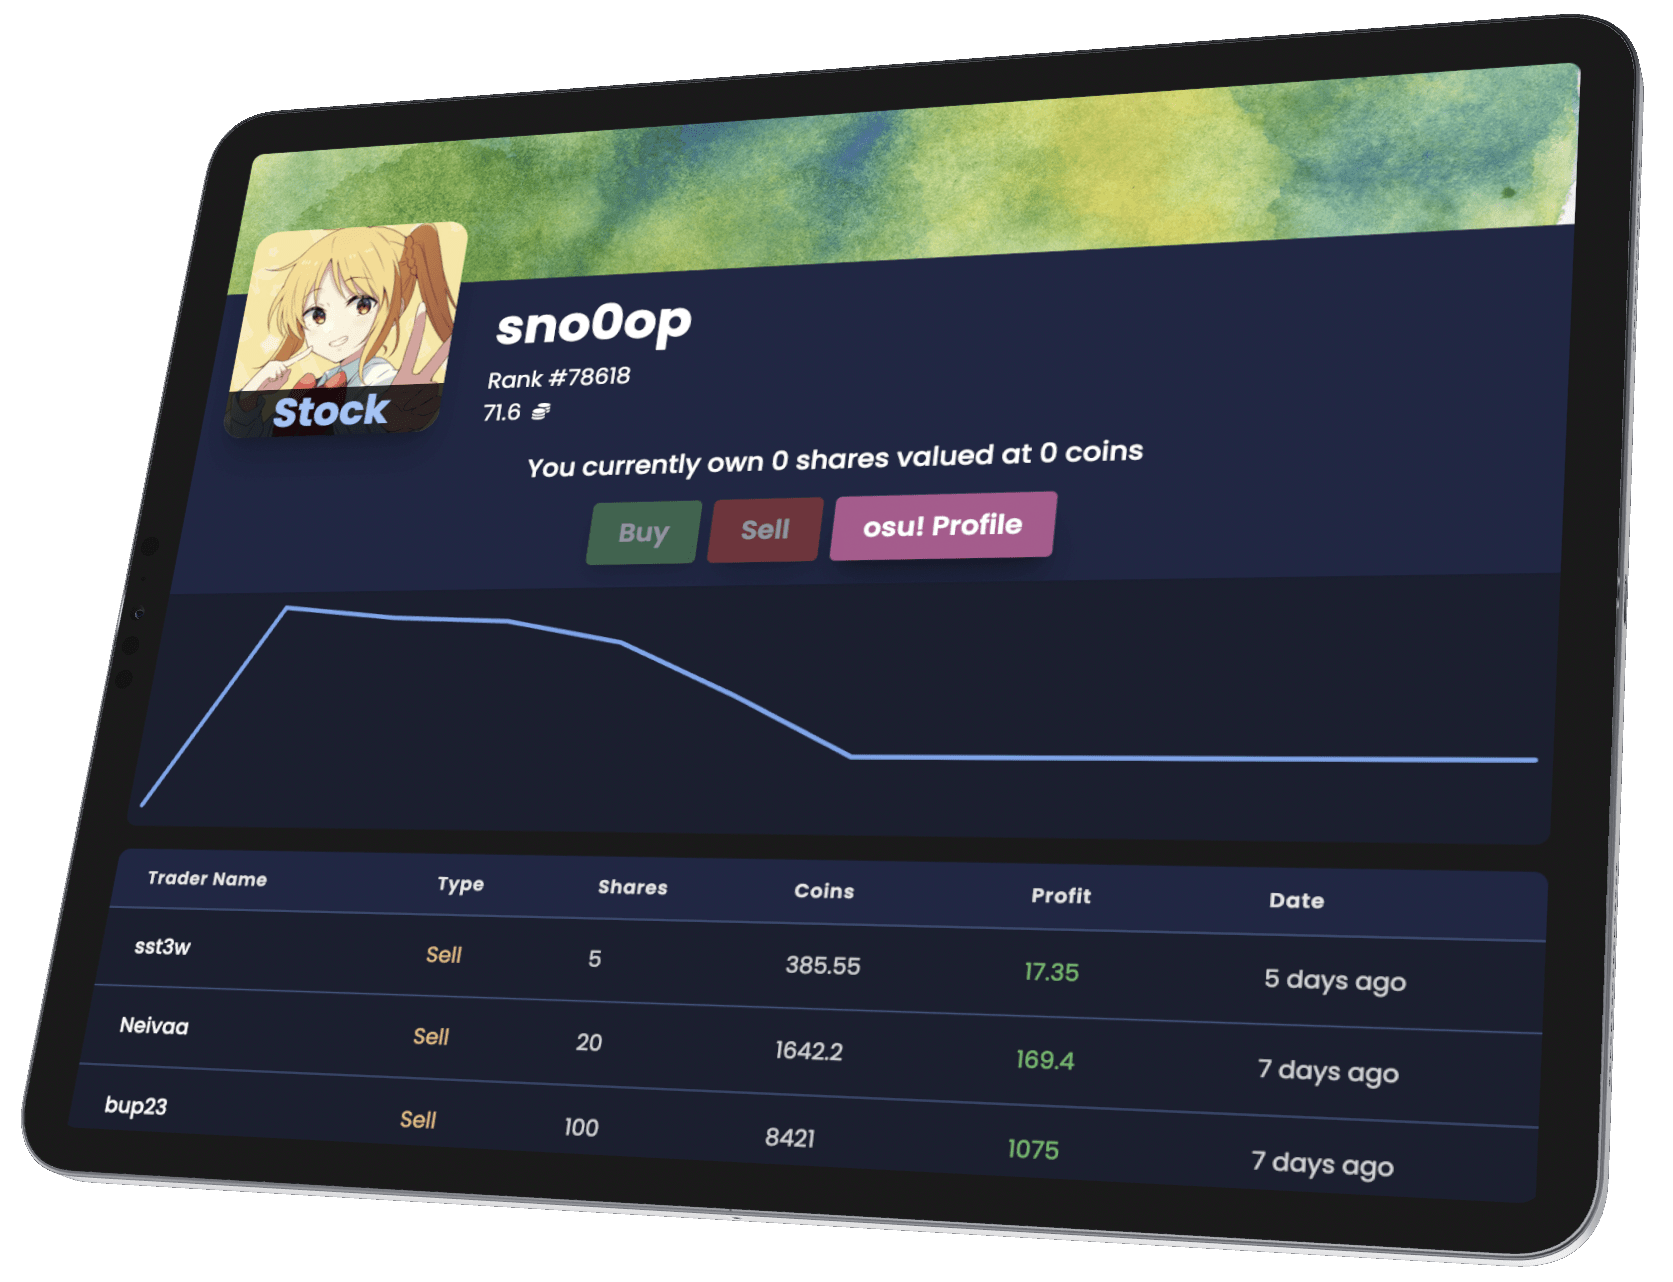 sno0op
Rank #78618
71.6
Stock
You currently own 0 shares valued at 0 coins
Buy Sell osu! Profile
Trader Name Type Shares Coins Profit Date
sst3w Sell 5 385.55 17.35 5 days ago
Neivaa Sell 20 1642.2 169.4 7 days ago
bup23 Sell 100 8421 1075 7 days ago